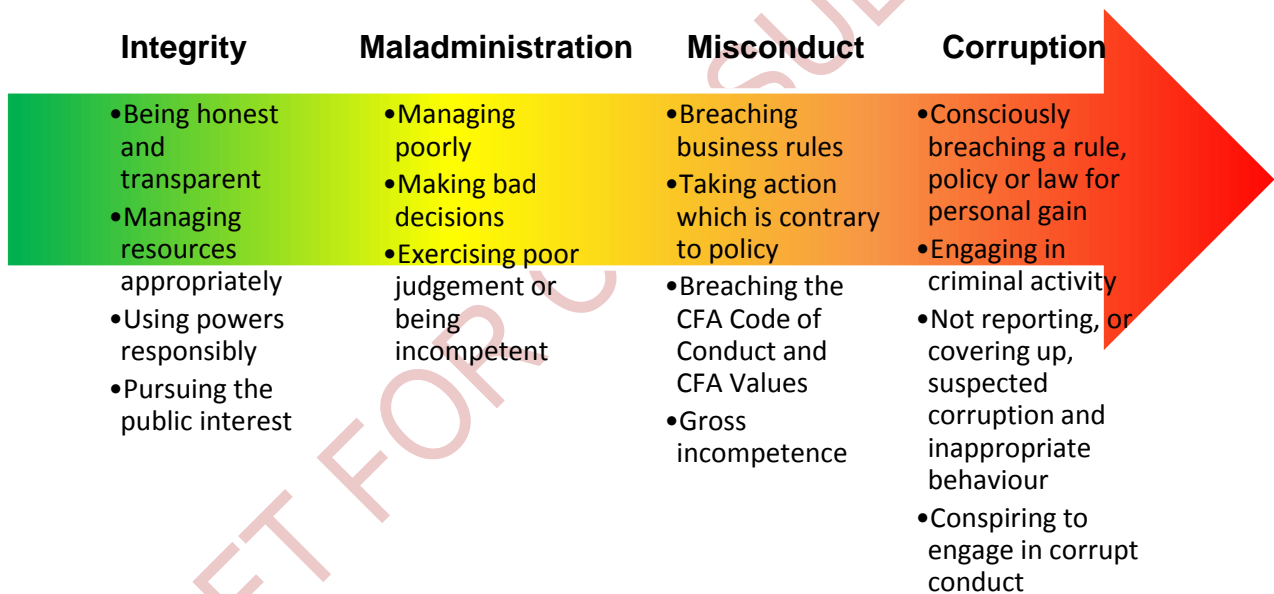 Integrity
•Being honest
and
transparent
•Managing
resources
appropriately
•Using powers
responsibly
•Pursuing the
public interest
Maladministration
•Managing
poorly
•Making bad
decisions
•Exercising poor
judgement or
being
incompetent
Misconduct
•Breaching
business rules
•Taking action
which is contrary
to policy
•Breaching the
CFA Code of
Conduct and
CFA Values
•Gross
incompetence
Corruption
•Consciously
breaching a rule,
policy or law for
personal gain
•Engaging in
criminal activity
•Not reporting, or
covering up,
suspected
corruption and
inappropriate
behaviour
•Conspiring to
engage in corrupt
conduct
FOR